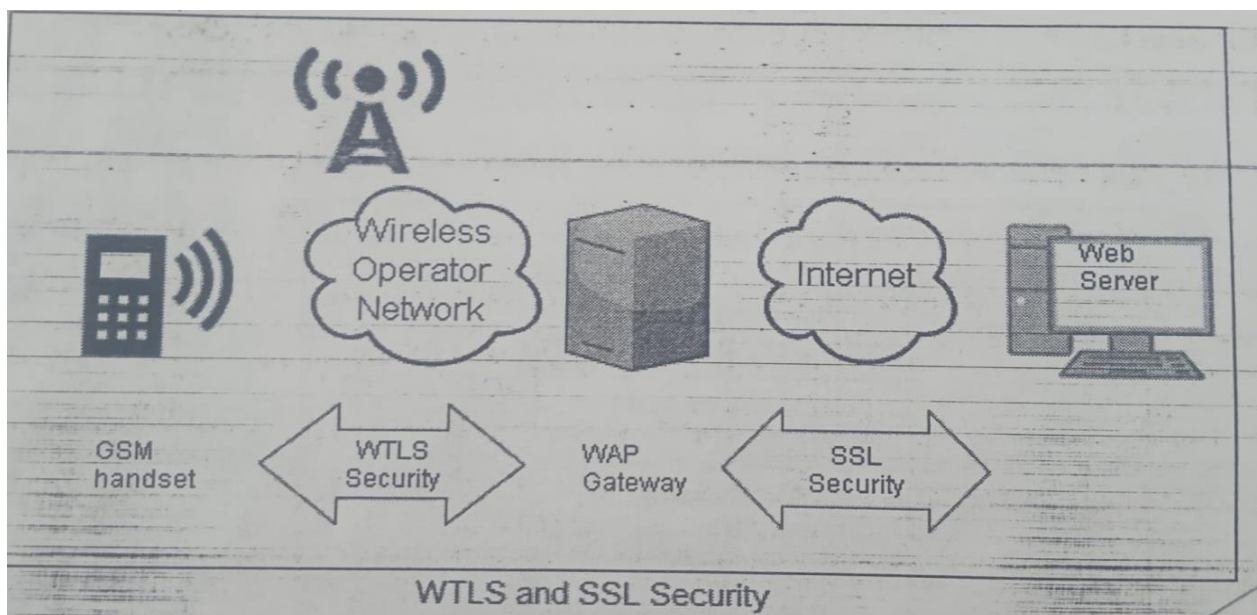 Wireless
Operator
Network
Internet
Web
Server
GSM
handset
WTLS
Security
WAP
Gateway
SSL
Security
WTLS and SSL Security